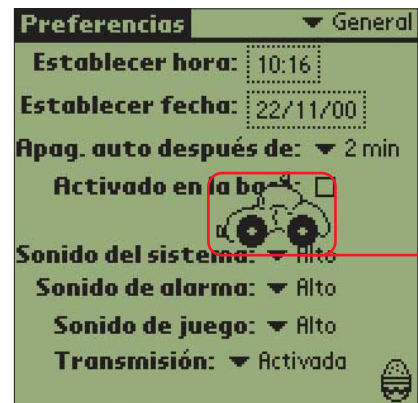 Preferencias General
Establecer hora: 10:16
Establecer fecha: 22/11/00
Apag. auto después de: 2 min
Activado en la
Sonido del sistema: Alto
Sonido de alarma: Alto
Sonido de juego: Alto
Transmisión: Activada